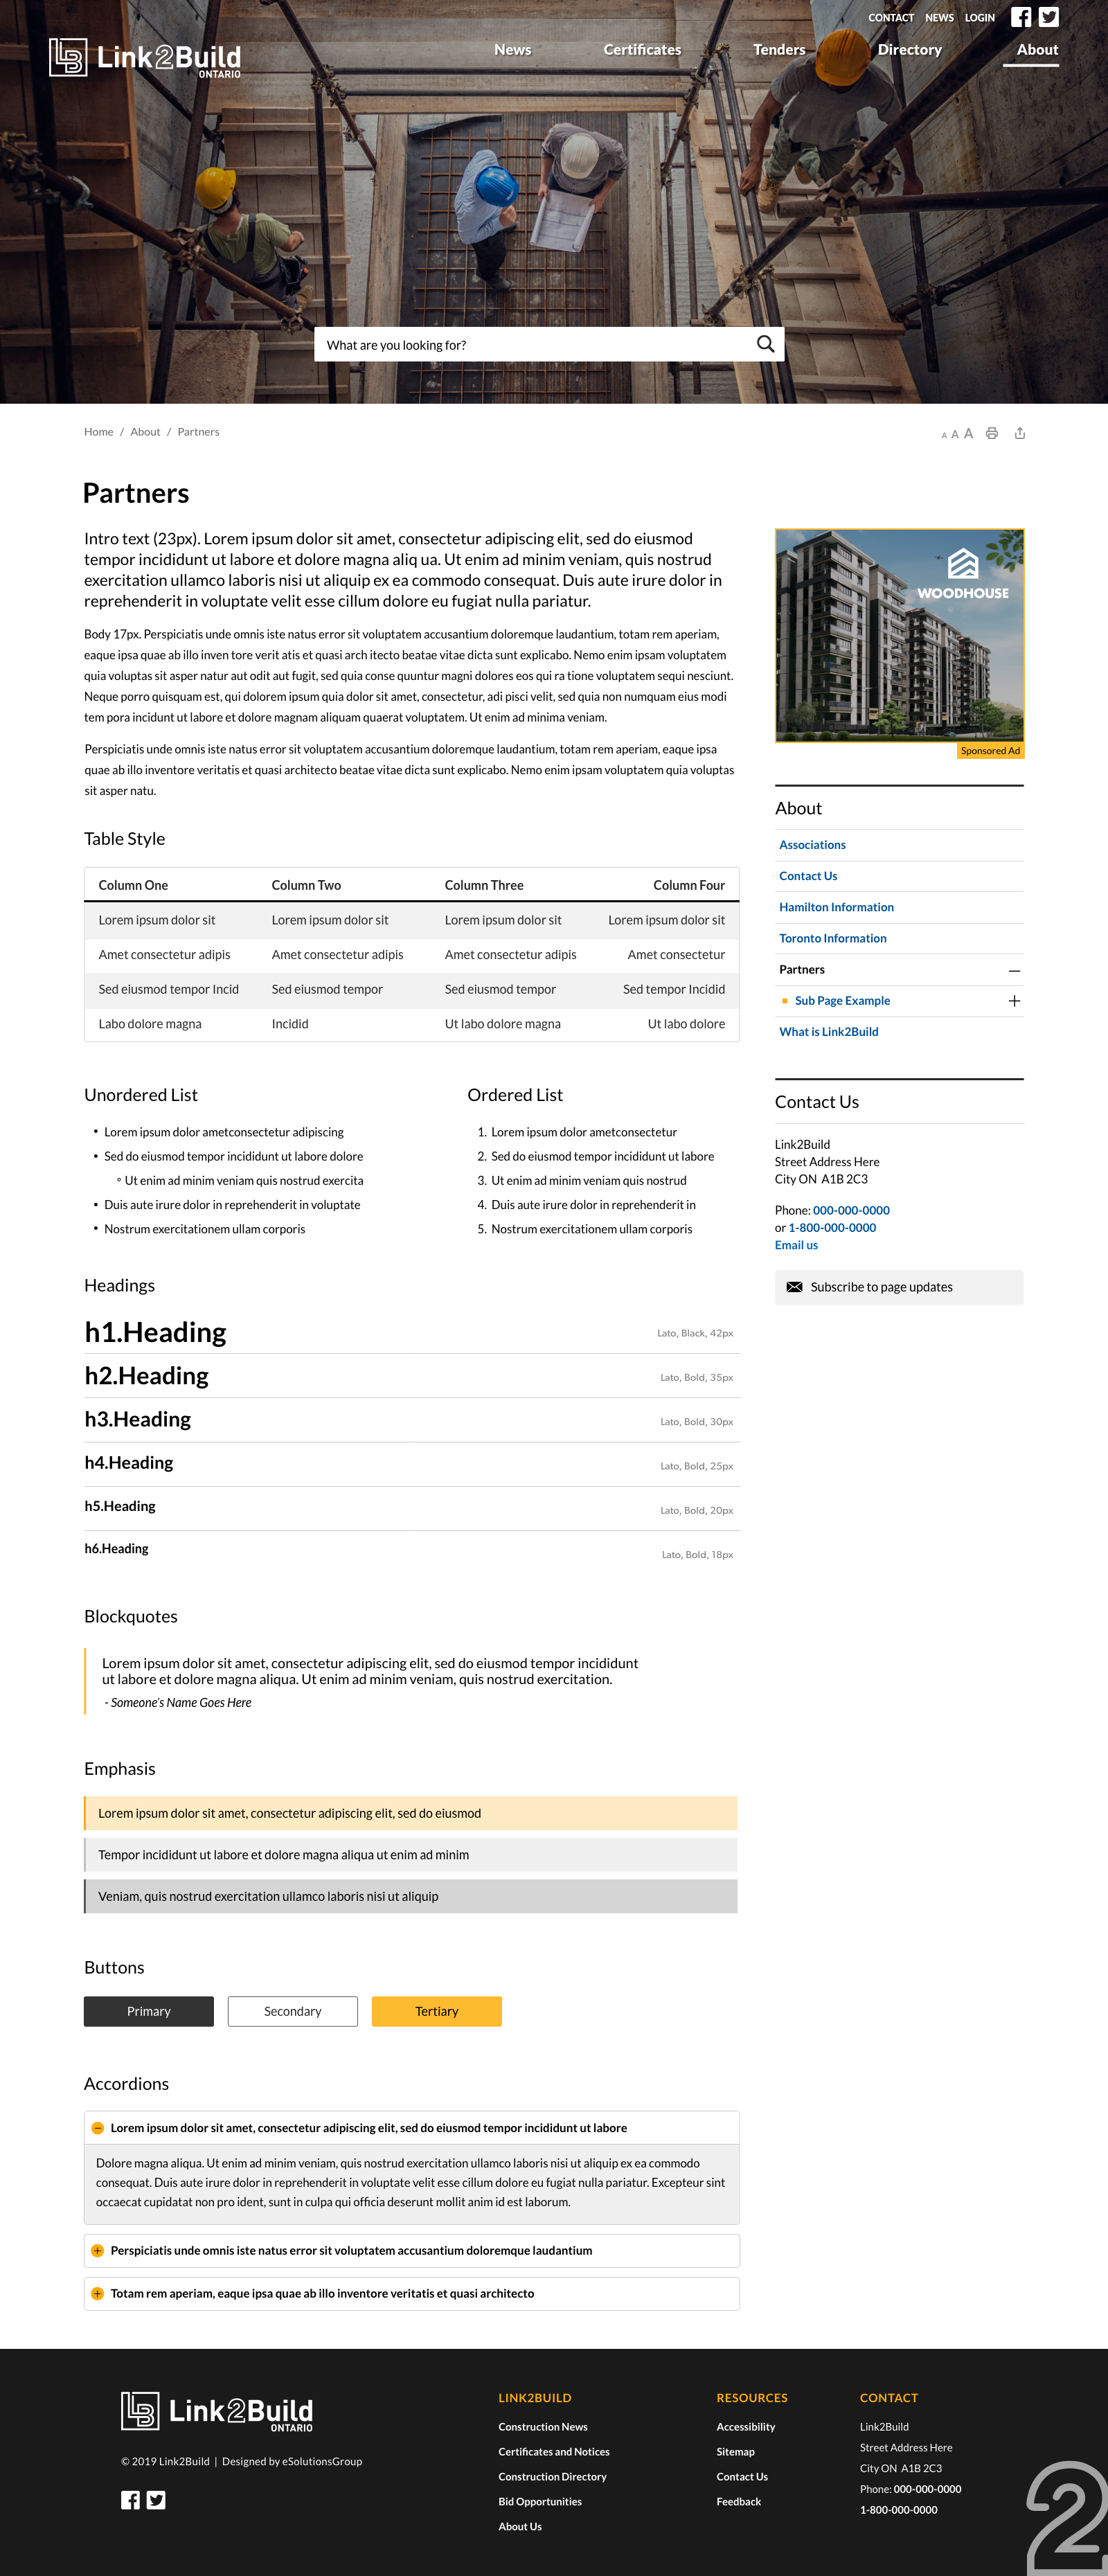 CONTACT NEWS LOGIN
Link2Build
ONTARIO
News Certificates Tenders Directory About
What are you looking for?
Home / About / Partners
A A A
Partners
Intro text (23px). Lorem ipsum dolor sit amet, consectetur adipiscing elit, sed do eiusmod
tempor incididunt ut labore et dolore magna aliq ua. Ut enim ad minim veniam, quis nostrud
exercitation ullamco laboris nisi ut aliquip ex ea commodo consequat. Duis aute irure dolor in
reprehenderit in voluptate velit esse cillum dolore eu fugiat nulla pariatur.
Body 17px. Perspiciatis unde omnis iste natus error sit voluptatem accusantium doloremque laudantium, totam rem aperiam,
eaque ipsa quae ab illo inven tore verit atis et quasi arch itecto beatae vitae dicta sunt explicabo. Nemo enim ipsam voluptatem
quia voluptas sit asper natur aut odit aut fugit, sed quia conse quuntur magni dolores eos qui ra tione voluptatem sequi nesciunt.
Neque porro quisquam est, qui dolorem ipsum quia dolor sit amet, consectetur, adi pisci velit, sed quia non numquam eius modi
tem pora incidunt ut labore et dolore magnam aliquam quaerat voluptatem. Ut enim ad minima veniam.
Perspiciatis unde omnis iste natus error sit voluptatem accusantium doloremque laudantium, totam rem aperiam, eaque ipsa
quae ab illo inventore veritatis et quasi architecto beatae vitae dicta sunt explicabo. Nemo enim ipsam voluptatem quia voluptas
sit asper natu.
Table Style
Column One Column Two Column Three Column Four
Lorem ipsum dolor sit Lorem ipsum dolor sit Lorem ipsum dolor sit Lorem ipsum dolor sit
Amet consectetur adipis Amet consectetur adipis Amet consectetur adipis Amet consectetur
Sed eiusmod tempor Incid Sed eiusmod tempor Sed eiusmod tempor Sed tempor Incidid
Labo dolore magna Incidid Ut labo dolore magna Ut labo dolore
Unordered List
• Lorem ipsum dolor ametconsectetur adipiscing
• Sed do eiusmod tempor incididunt ut labore dolore
° Ut enim ad minim veniam quis nostrud exercita
• Duis aute irure dolor in reprehenderit in voluptate
• Nostrum exercitationem ullam corporis
Ordered List
1. Lorem ipsum dolor ametconsectetur
2. Sed do eiusmod tempor incididunt ut labore
3. Ut enim ad minim veniam quis nostrud
4. Duis aute irure dolor in reprehenderit in
5. Nostrum exercitationem ullam corporis
Headings
h1.Heading Lato, Black, 42px
h2.Heading Lato, Bold, 35px
h3.Heading Lato, Bold, 30px
h4.Heading Lato, Bold, 25px
h5.Heading Lato, Bold, 20px
h6.Heading Lato, Bold, 18px
Blockquotes
Lorem ipsum dolor sit amet, consectetur adipiscing elit, sed do eiusmod tempor incididunt
ut labore et dolore magna aliqua. Ut enim ad minim veniam, quis nostrud exercitation.
- Someone's Name Goes Here
Emphasis
Lorem ipsum dolor sit amet, consectetur adipiscing elit, sed do eiusmod
Tempor incididunt ut labore et dolore magna aliqua ut enim ad minim
Veniam, quis nostrud exercitation ullamco laboris nisi ut aliquip
Buttons
Primary Secondary Tertiary
Accordions
Lorem ipsum dolor sit amet, consectetur adipiscing elit, sed do eiusmod tempor incididunt ut labore
Dolore magna aliqua. Ut enim ad minim veniam, quis nostrud exercitation ullamco laboris nisi ut aliquip ex ea commodo
consequat. Duis aute irure dolor in reprehenderit in voluptate velit esse cillum dolore eu fugiat nulla pariatur. Excepteur sint
occaecat cupidatat non pro ident, sunt in culpa qui officia deserunt mollit anim id est laborum.
Perspiciatis unde omnis iste natus error sit voluptatem accusantium doloremque laudantium
Totam rem aperiam, eaque ipsa quae ab illo inventore veritatis et quasi architecto
WOODHOUSE
Sponsored Ad
About
Associations
Contact Us
Hamilton Information
Toronto Information
Partners
Sub Page Example
What is Link2Build
Contact Us
Link2Build
Street Address Here
City ON A1B 2C3
Phone: 000-000-0000
or 1-800-000-0000
Email us
Subscribe to page updates
Link2Build
ONTARIO
© 2019 Link2Build | Designed by eSolutionsGroup
LINK2BUILD
Construction News
Certificates and Notices
Construction Directory
Bid Opportunities
About Us
RESOURCES
Accessibility
Sitemap
Contact Us
Feedback
CONTACT
Link2Build
Street Address Here
City ON A1B 2C3
Phone: 000-000-0000
1-800-000-0000
2